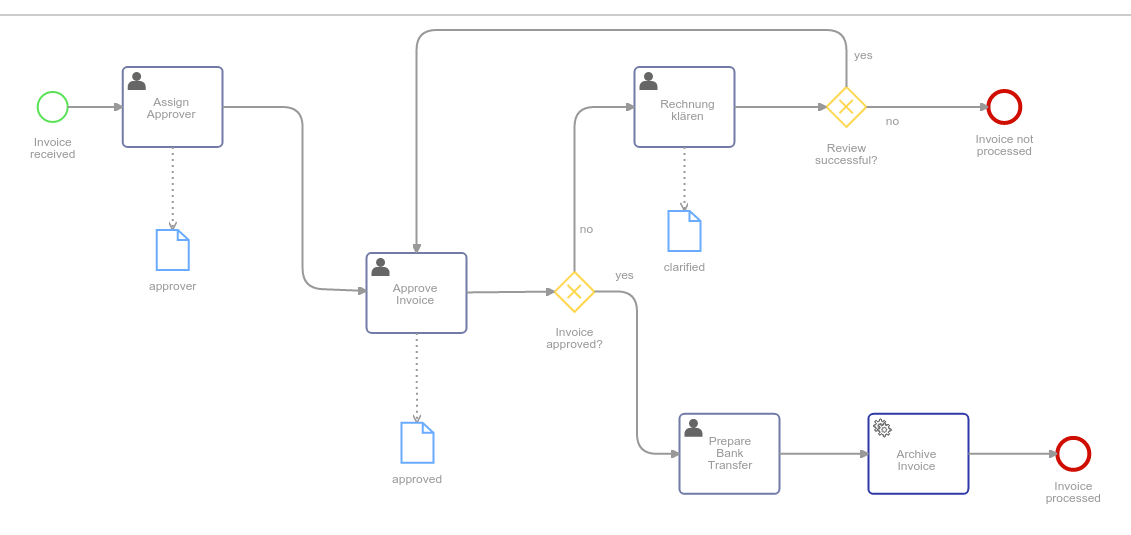 yes
Assign
Approver
Rechnung
klären
no
Invoice
received
Invoice not
processed
Review
successful?
no
clarified
yes
approver
Approve
Invoice
Invoice
approved?
Prepare
Bank
Transfer
Archive
Invoice
approved
Invoice
processed